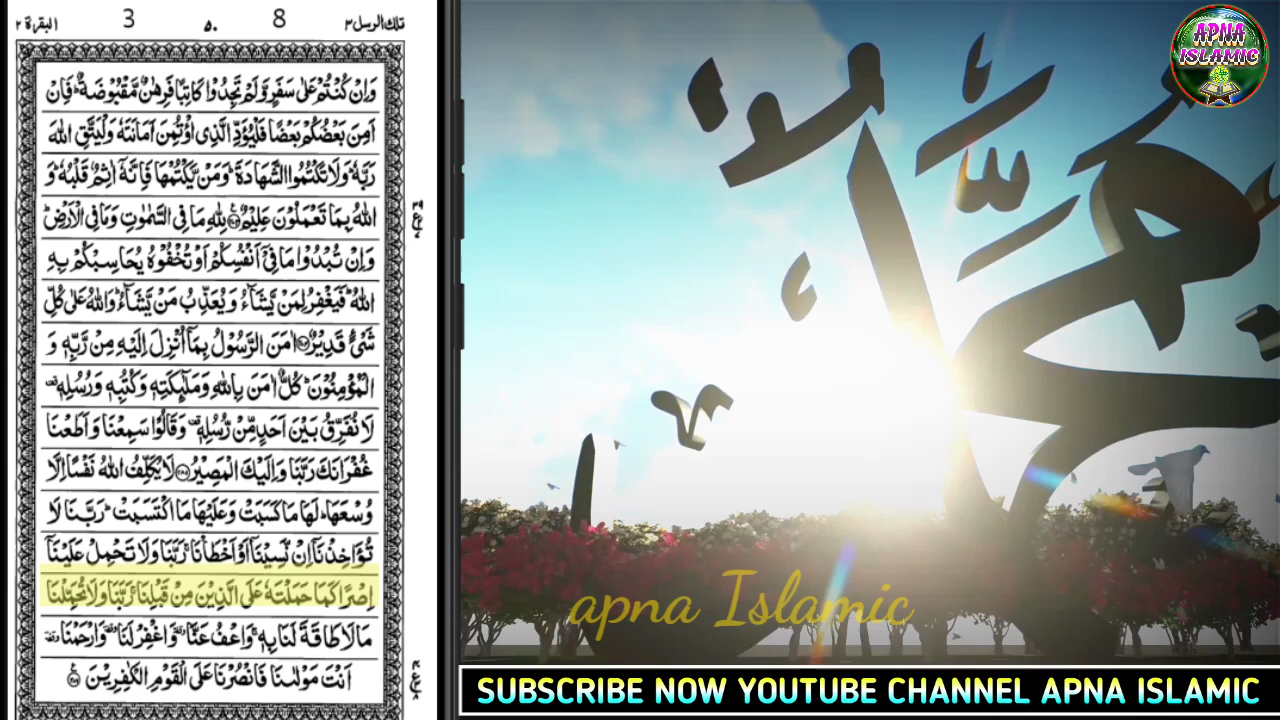 البقرة ٢
3
٥٠
8
تلك الرسل ٣
وَاِنْ كُنْتُمْ عَلٰى سَفَرٍ وَّلَمْ تَجِدُوْا كَاتِبًا فَرِهٰنٌ مَّقْبُوْضَةٌ ؕ فَاِنْ
اَمِنَ بَعْضُكُمْ بَعْضًا فَلْيُؤَدِّ الَّذِى اؤْتُمِنَ اَمَانَتَهٗ وَلْيَتَّقِ اللّٰهَ
رَبَّهٗ ؕ وَلَا تَكْتُمُوا الشَّهَادَةَ ؕ وَمَنْ يَّكْتُمْهَا فَاِنَّهٗۤ اٰثِمٌ قَلْبُهٗ ؕ وَ
اللّٰهُ بِمَا تَعْمَلُوْنَ عَلِيْمٌ ۟ لِلّٰهِ مَا فِى السَّمٰوٰتِ وَمَا فِى الْاَرْضِ ؕ
وَاِنْ تُبْدُوْا مَا فِىْۤ اَنْفُسِكُمْ اَوْ تُخْفُوْهُ يُحَاسِبْكُمْ بِهِ
اللّٰهُ ؕ فَيَغْفِرُ لِمَنْ يَّشَآءُ وَيُعَذِّبُ مَنْ يَّشَآءُ ؕ وَاللّٰهُ عَلٰى كُلِّ
شَىْءٍ قَدِيْرٌ ۟ اٰمَنَ الرَّسُوْلُ بِمَاۤ اُنْزِلَ اِلَيْهِ مِنْ رَّبِّهٖ وَ
الْمُؤْمِنُوْنَ ؕ كُلٌّ اٰمَنَ بِاللّٰهِ وَمَلٰٓئِكَتِهٖ وَكُتُبِهٖ وَرُسُلِهٖ ۫
لَا نُفَرِّقُ بَيْنَ اَحَدٍ مِّنْ رُّسُلِهٖ ۫ وَقَالُوْا سَمِعْنَا وَاَطَعْنَا
غُفْرَانَكَ رَبَّنَا وَاِلَيْكَ الْمَصِيْرُ ۟ لَا يُكَلِّفُ اللّٰهُ نَفْسًا اِلَّا
وُسْعَهَا ؕ لَهَا مَا كَسَبَتْ وَعَلَيْهَا مَا اكْتَسَبَتْ ؕ رَبَّنَا لَا
تُؤَاخِذْنَاۤ اِنْ نَّسِيْنَاۤ اَوْ اَخْطَاْنَا ۚ رَبَّنَا وَلَا تَحْمِلْ عَلَيْنَاۤ
اِصْرًا كَمَا حَمَلْتَهٗ عَلَى الَّذِيْنَ مِنْ قَبْلِنَا ۚ رَبَّنَا وَلَا تُحَمِّلْنَا
مَا لَا طَاقَةَ لَنَا بِهٖ ۚ وَاعْفُ عَنَّا ۥ وَاغْفِرْ لَنَا ۥ وَارْحَمْنَا ۥ
اَنْتَ مَوْلٰىنَا فَانْصُرْنَا عَلَى الْقَوْمِ الْكٰفِرِيْنَ ۟
APNA
ISLAMIC
apna Islamic
SUBSCRIBE NOW YOUTUBE CHANNEL APNA ISLAMIC